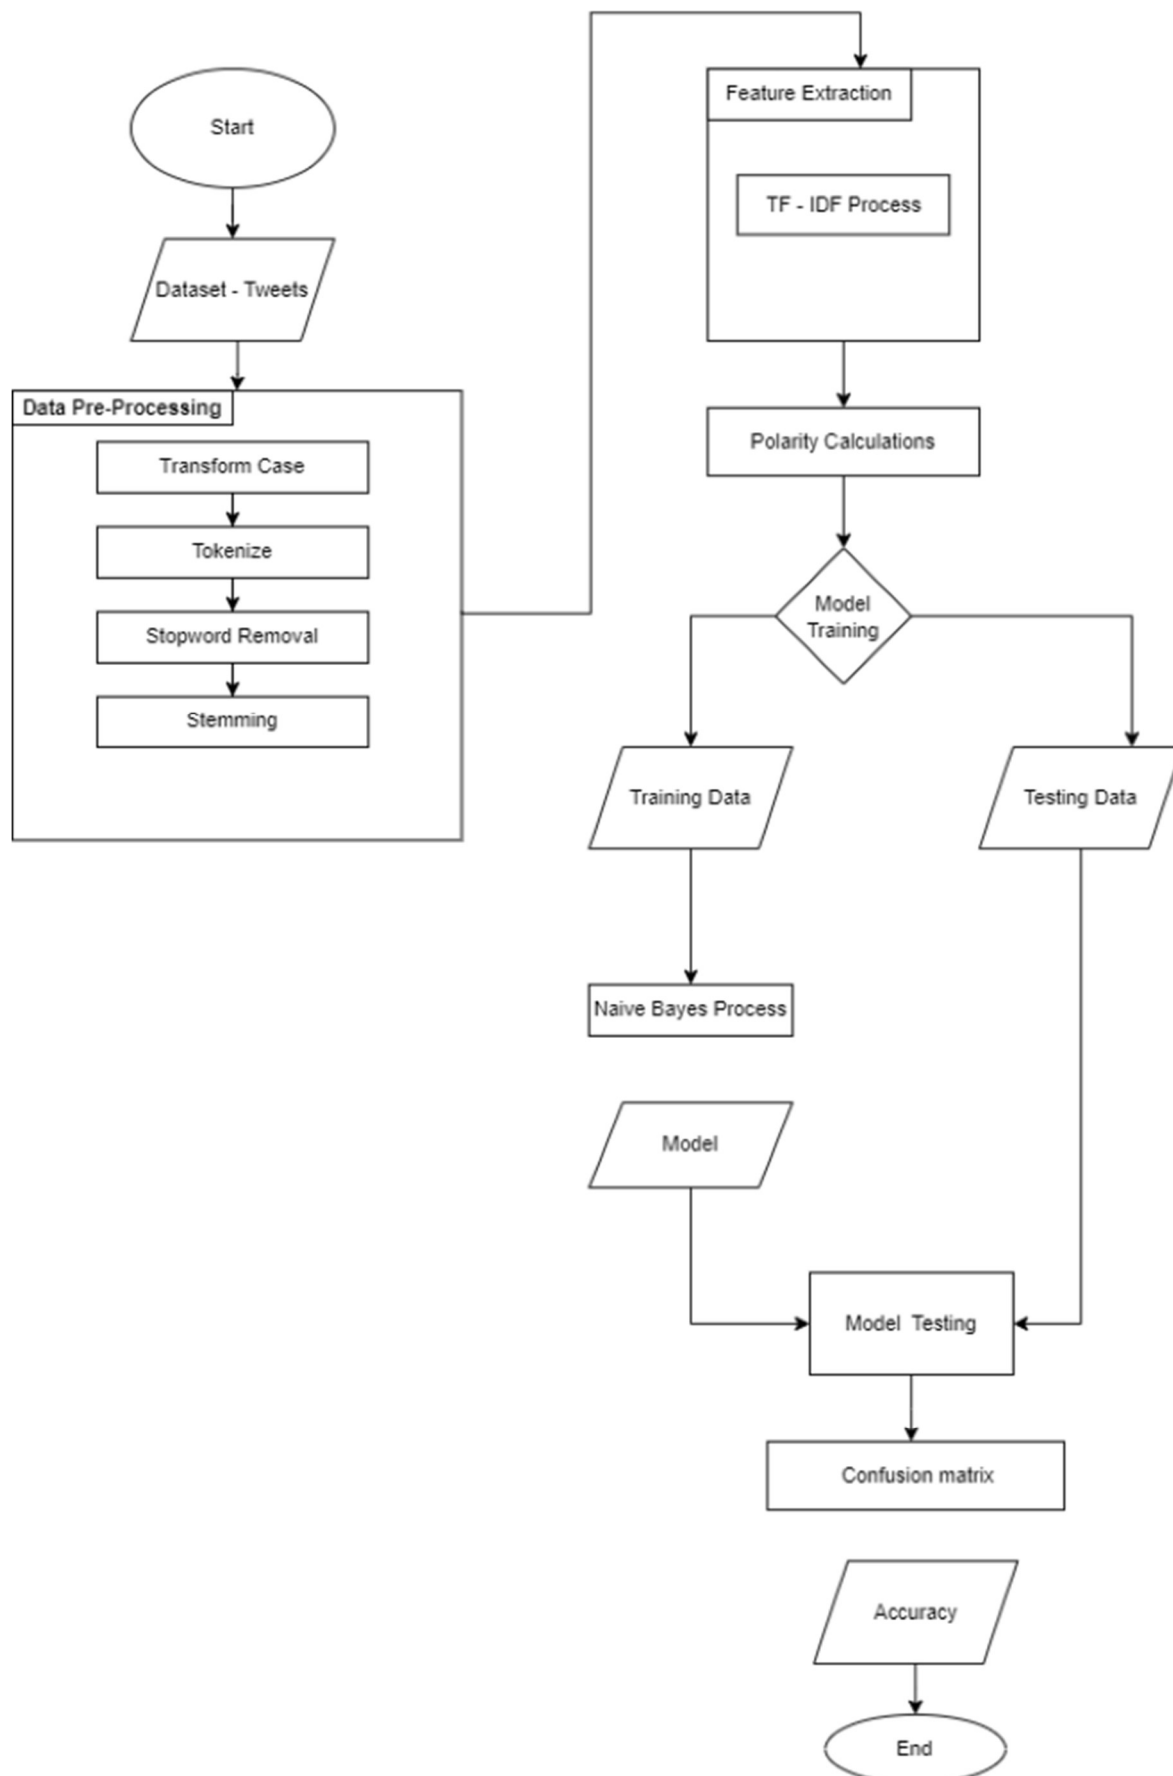 Start
Dataset - Tweets
Data Pre-Processing
Transform Case
Tokenize
Stopword Removal
Stemming
Feature Extraction
TF - IDF Process
Polarity Calculations
Model
Training
Training Data
Testing Data
Naive Bayes Process
Model
Model Testing
Confusion matrix
Accuracy
End